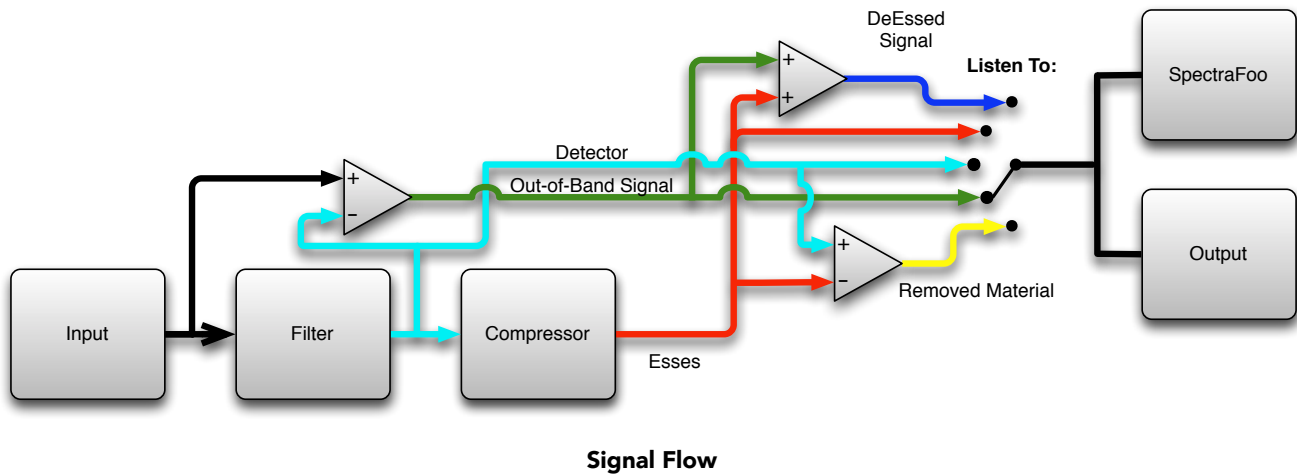 DeEssed
Signal
Listen To:
SpectraFoo
+
+
Detector
+
Out-of-Band Signal
−
+
−
Removed Material
Output
Input
Filter
Compressor
Esses
Signal Flow